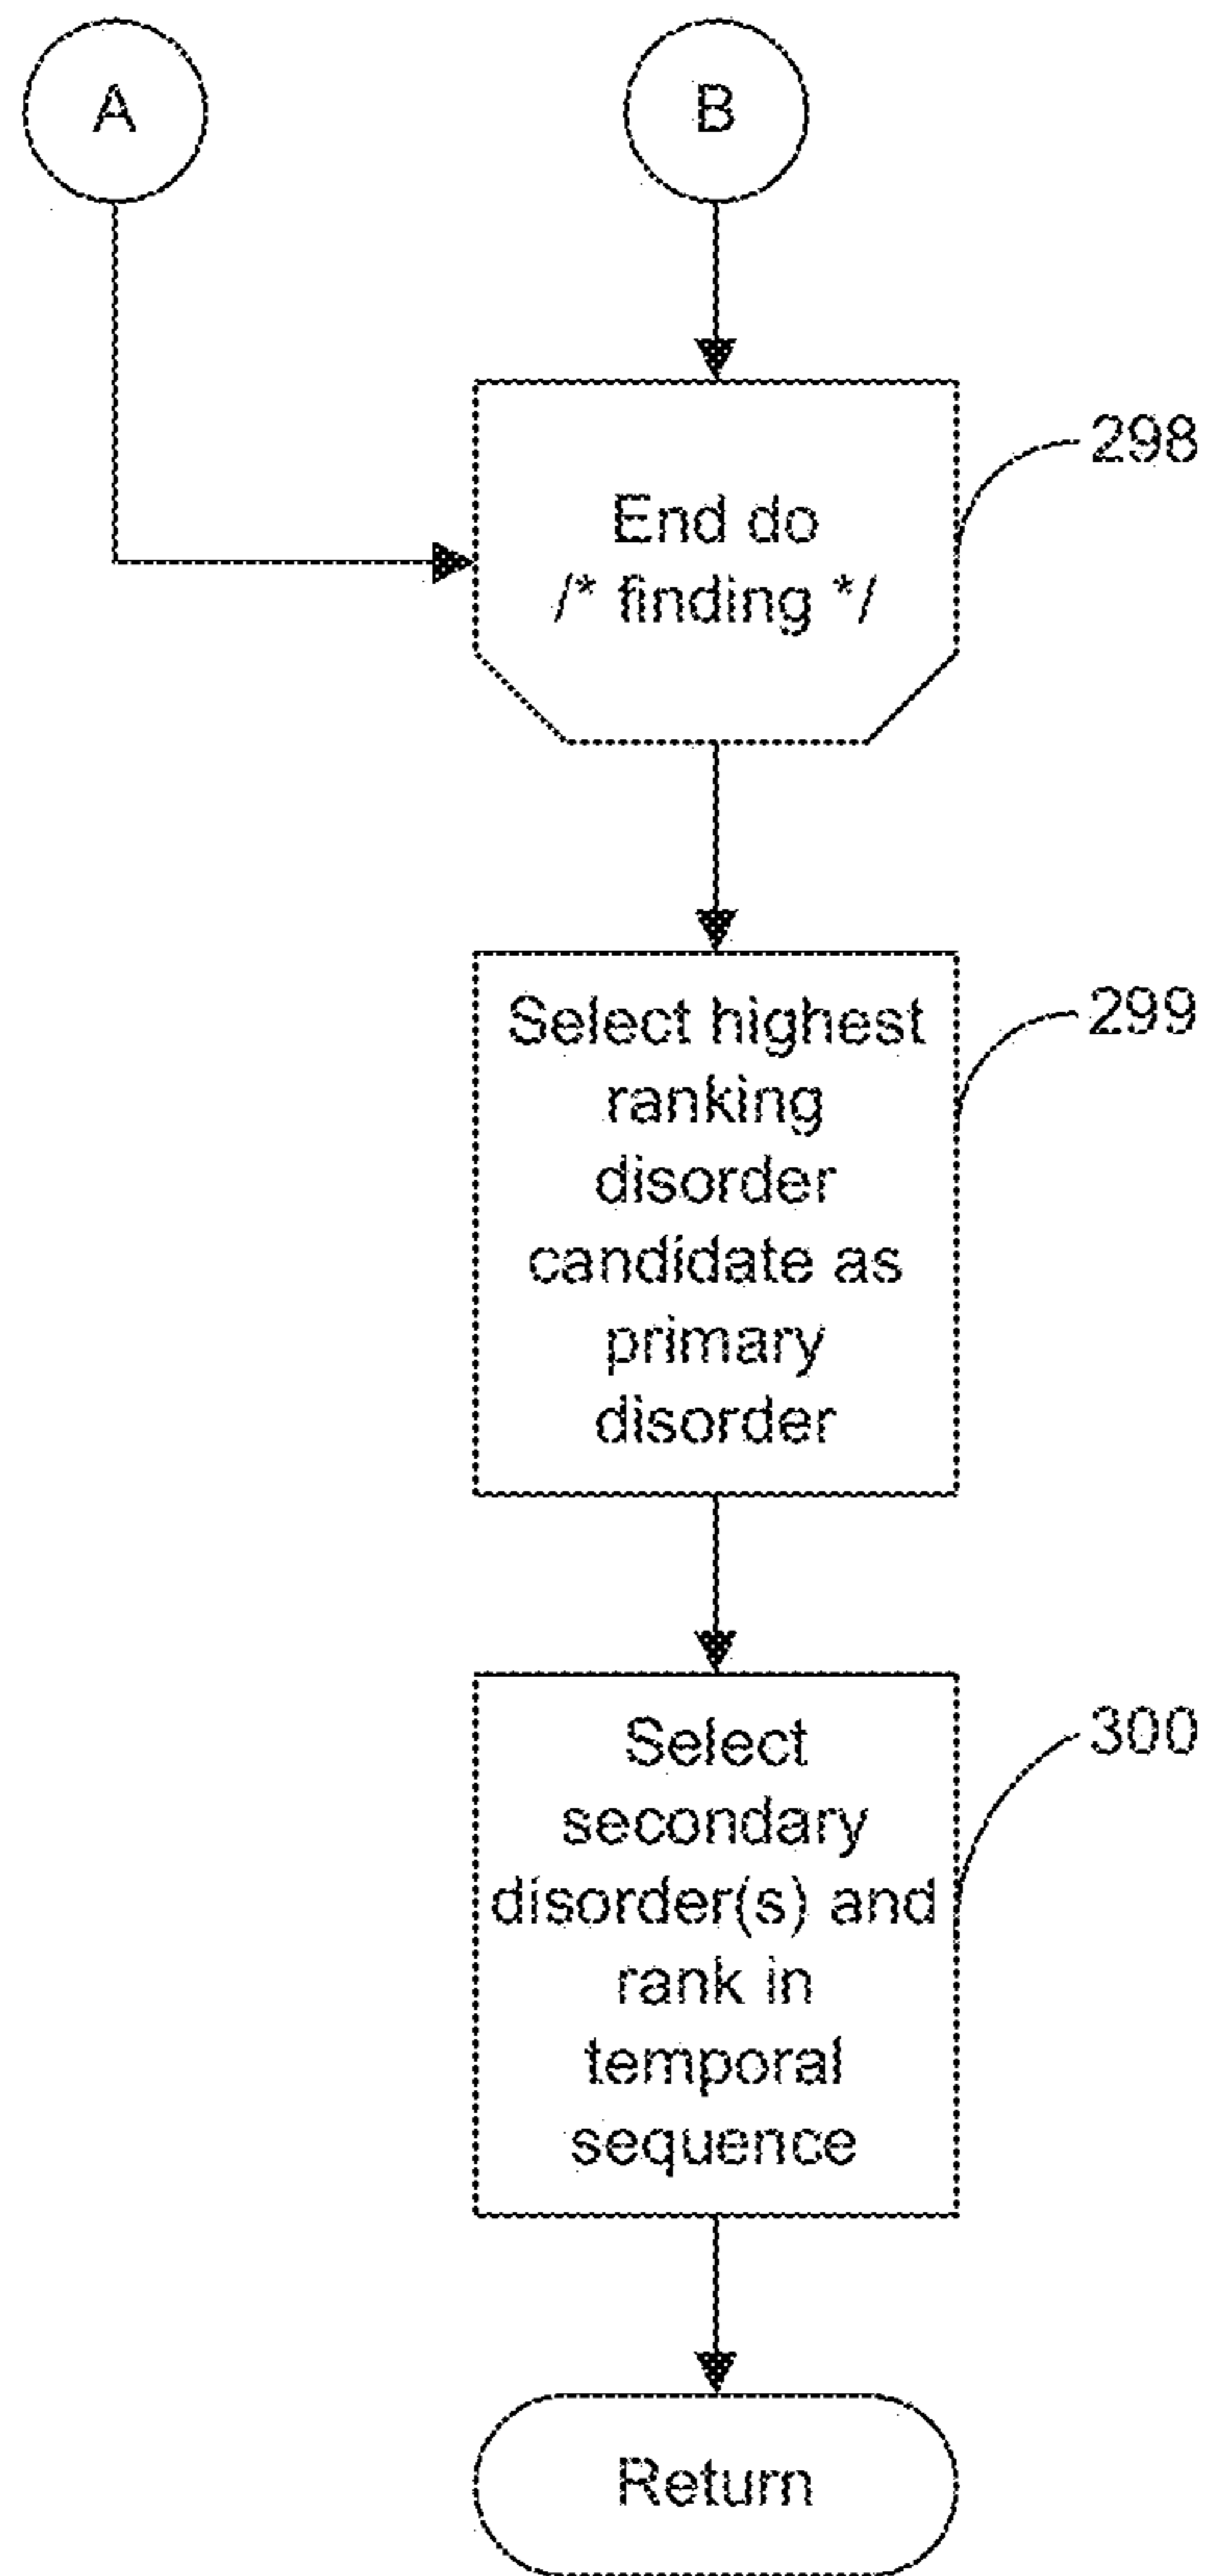 A
B
End do
/* finding */
298
Select highest
ranking
disorder
candidate as
primary
disorder
299
Select
secondary
disorder(s) and
rank in
temporal
sequence
300
Return